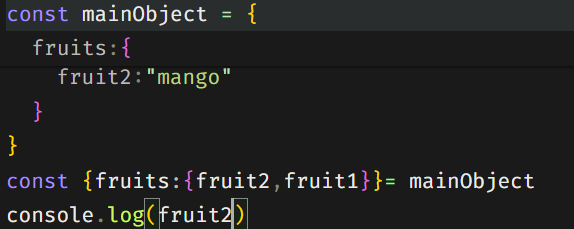 const mainObject = {
  fruits:{
    fruit2:"mango"
  }
}
const {fruits:{fruit2,fruit1}}= mainObject
console.log(fruit2)